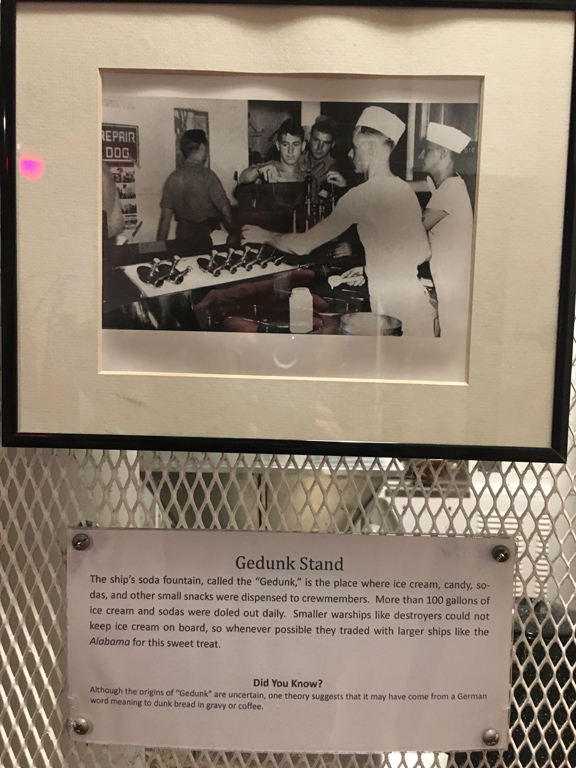 REPAIR
DOG
Gedunk Stand
The ship's soda fountain, called the "Gedunk," is the place where ice cream, candy, so-
das, and other small snacks were dispensed to crewmembers. More than 100 gallons of
ice cream and sodas were doled out daily. Smaller warships like destroyers could not
keep ice cream on board, so whenever possible they traded with larger ships like the
Alabama for this sweet treat.
Did You Know?
Although the origins of "Gedunk" are uncertain, one theory suggests that it may have come from a German
word meaning to dunk bread in gravy or coffee.